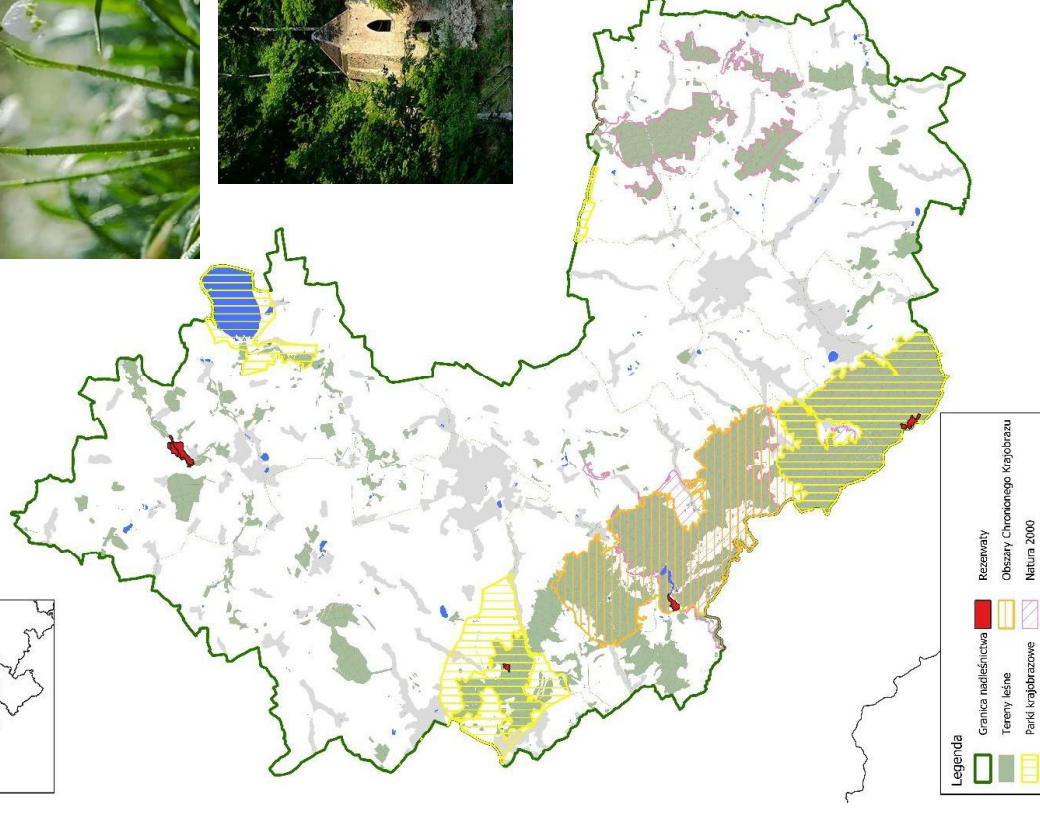 Legenda
Granica nadleśnictwa
Tereny leśne
Parki krajobrazowe
Rezerwaty
Obszary Chronionego Krajobrazu
Natura 2000